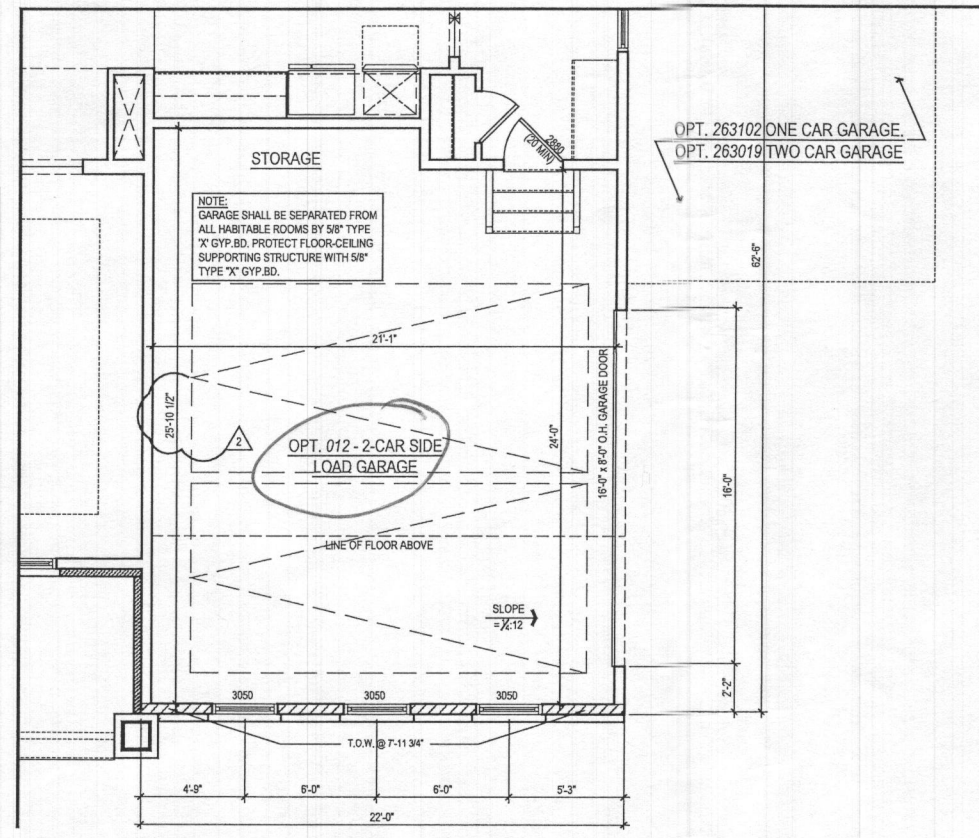 OPT. 263102 ONE CAR GARAGE.
OPT. 263019 TWO CAR GARAGE
2880
(20 MIN)
STORAGE
NOTE:
GARAGE SHALL BE SEPARATED FROM
ALL HABITABLE ROOMS BY 5/8" TYPE
'X' GYP.BD. PROTECT FLOOR-CEILING
SUPPORTING STRUCTURE WITH 5/8"
TYPE "X" GYP.BD.
62'-6"
21'-1"
25'-10 1/2"
2
OPT. 012 - 2-CAR SIDE
LOAD GARAGE
24'-0"
16'-0" x 8'-0" O.H. GARAGE DOOR
16'-0"
LINE OF FLOOR ABOVE
SLOPE
= ¼:12
2'-2"
3050
3050
3050
T.O.W. @ 7'-11 3/4"
4'-9"
6'-0"
6'-0"
5'-3"
22'-0"